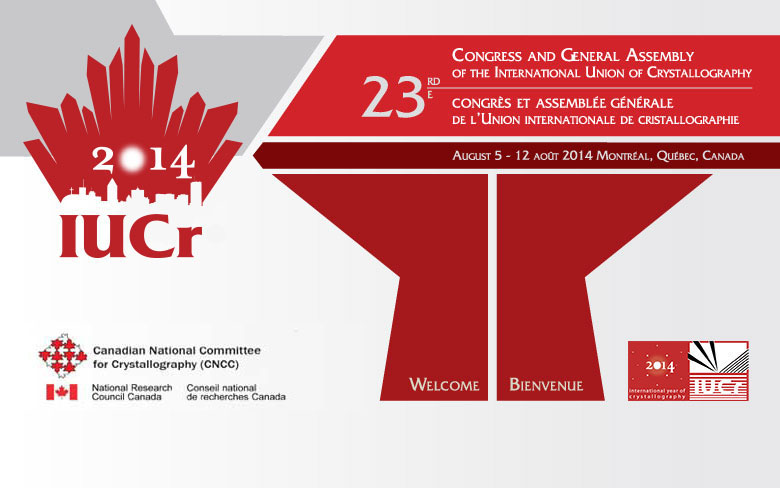 2014
IUCr
23RD
E
CONGRESS AND GENERAL ASSEMBLY
OF THE INTERNATIONAL UNION OF CRYSTALLOGRAPHY
CONGRÈS ET ASSEMBLÉE GÉNÉRALE
DE L'UNION INTERNATIONALE DE CRISTALLOGRAPHIE
AUGUST 5 - 12 AOÛT 2014 MONTRÉAL, QUÉBEC, CANADA
Canadian National Committee
for Crystallography (CNCC)
National Research
Council Canada
Conseil national
de recherches Canada
WELCOME
BIENVENUE
2014
international year of
crystallography
IUCr